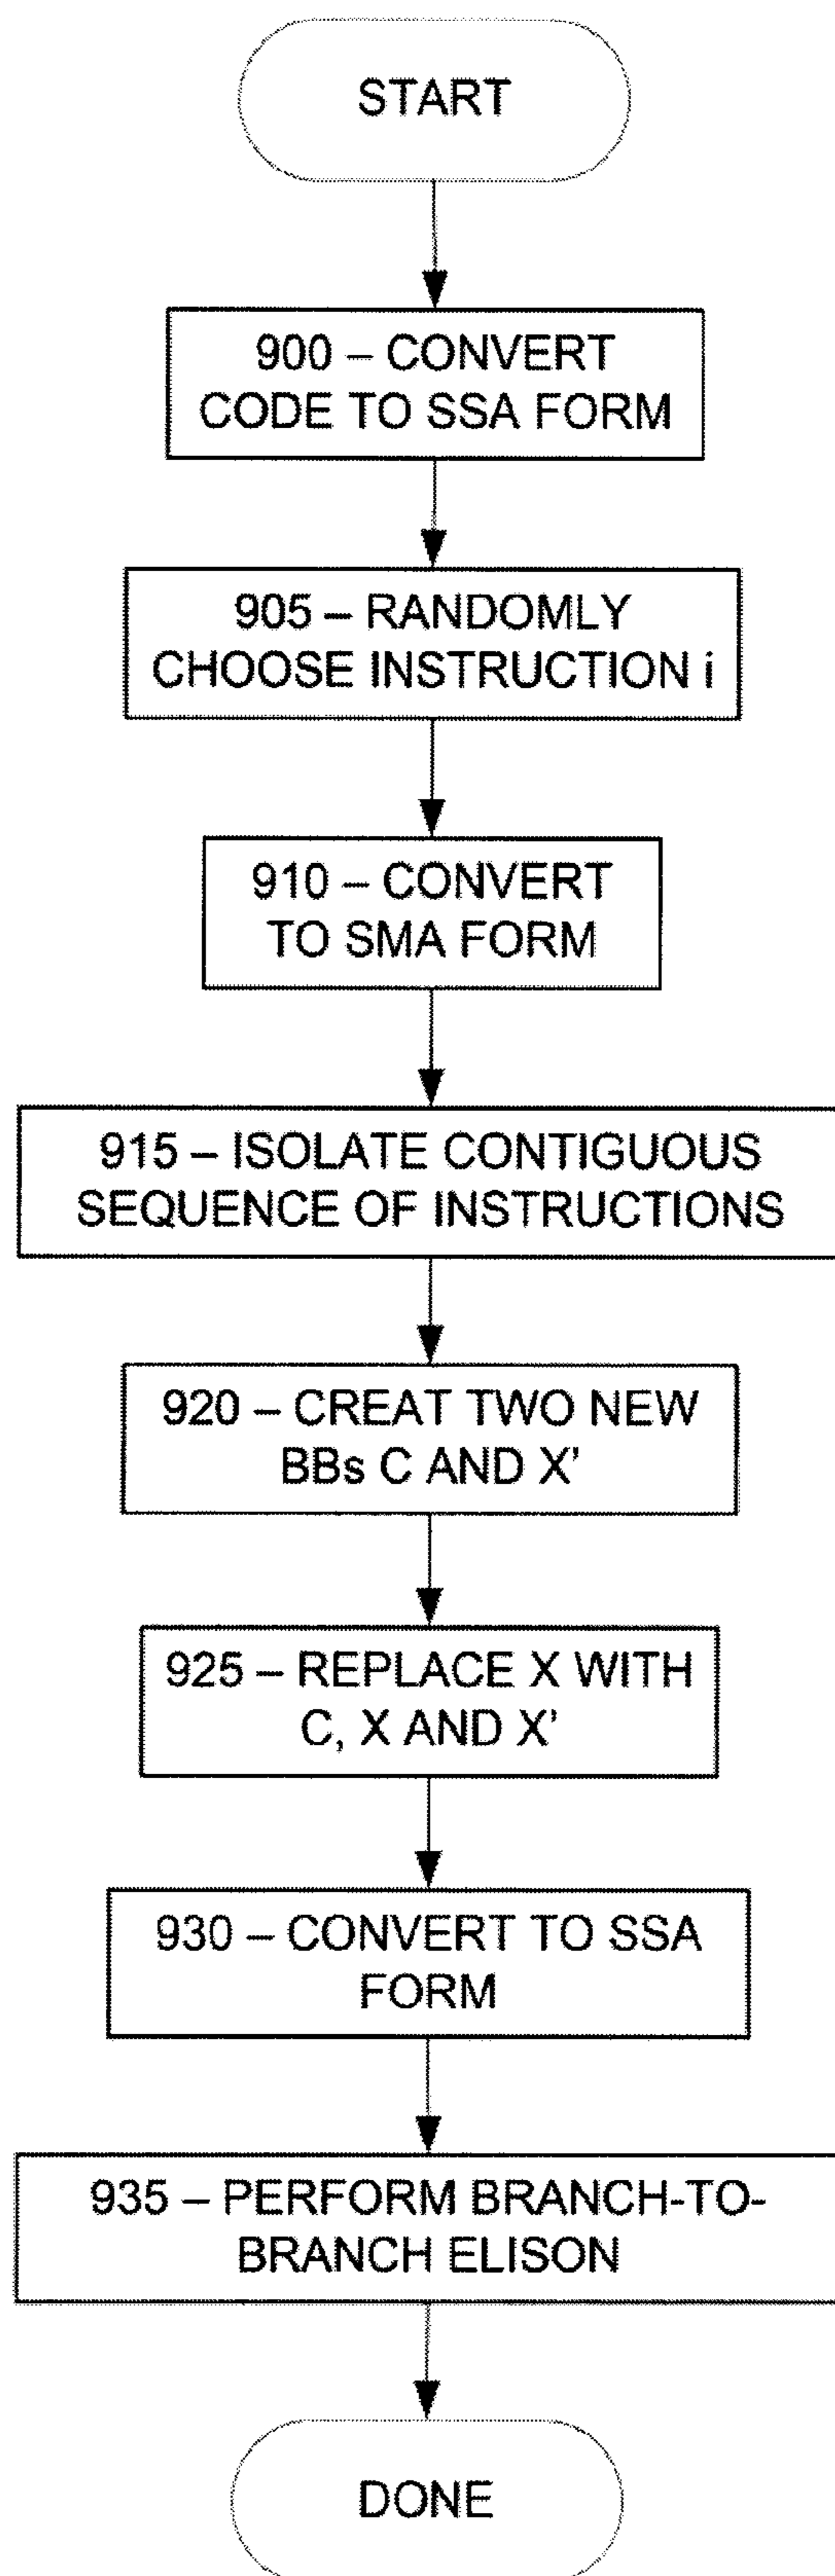 START
900 – CONVERT
CODE TO SSA FORM
905 – RANDOMLY
CHOOSE INSTRUCTION i
910 – CONVERT
TO SMA FORM
915 – ISOLATE CONTIGUOUS
SEQUENCE OF INSTRUCTIONS
920 – CREAT TWO NEW
BBs C AND X’
925 – REPLACE X WITH
C, X AND X’
930 – CONVERT TO SSA
FORM
935 – PERFORM BRANCH-TO-
BRANCH ELISON
DONE